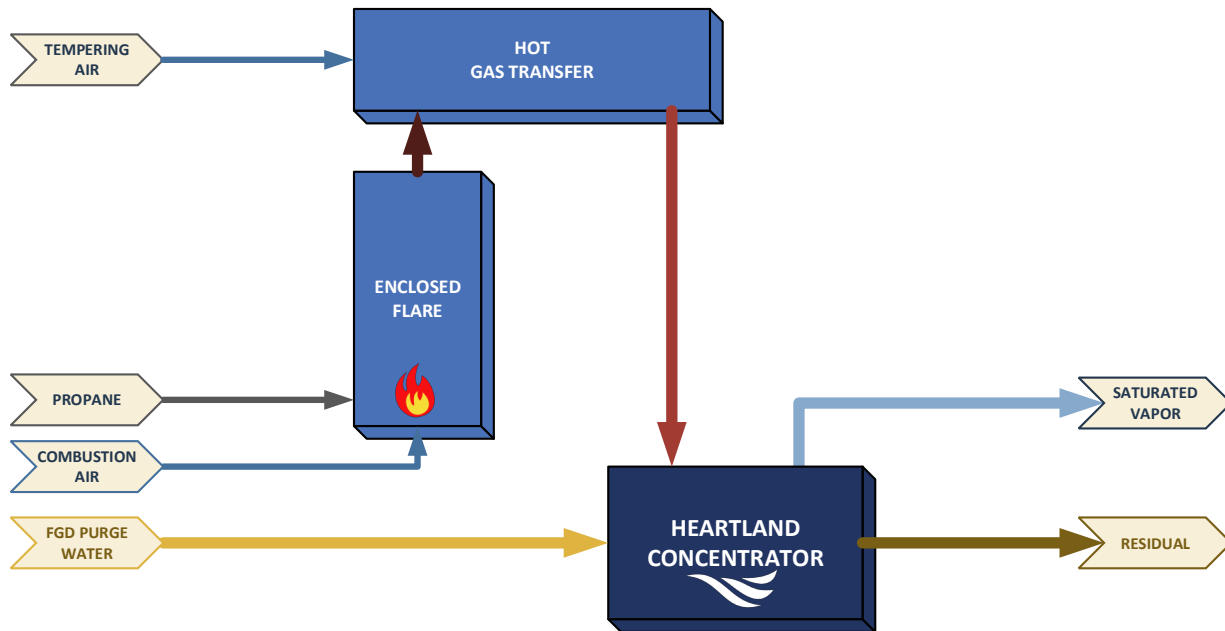 TEMPERING
AIR
HOT
GAS TRANSFER
ENCLOSED
FLARE
PROPANE
COMBUSTION
AIR
SATURATED
VAPOR
FGD PURGE
WATER
HEARTLAND
CONCENTRATOR
RESIDUAL